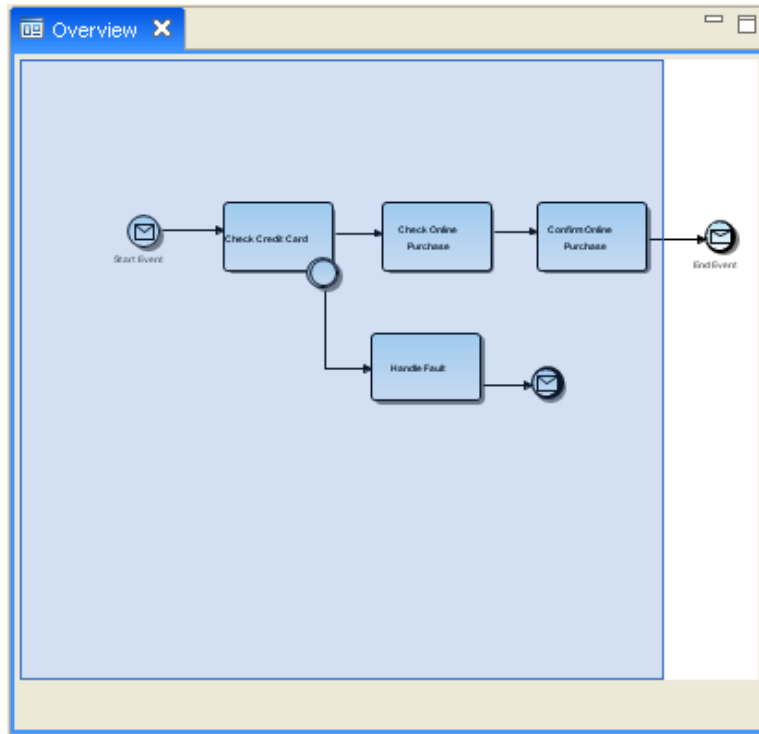 Overview
Start Event
Check Credit Card
Check Online
Purchase
Confirm Online
Purchase
End Event
Handle Fault